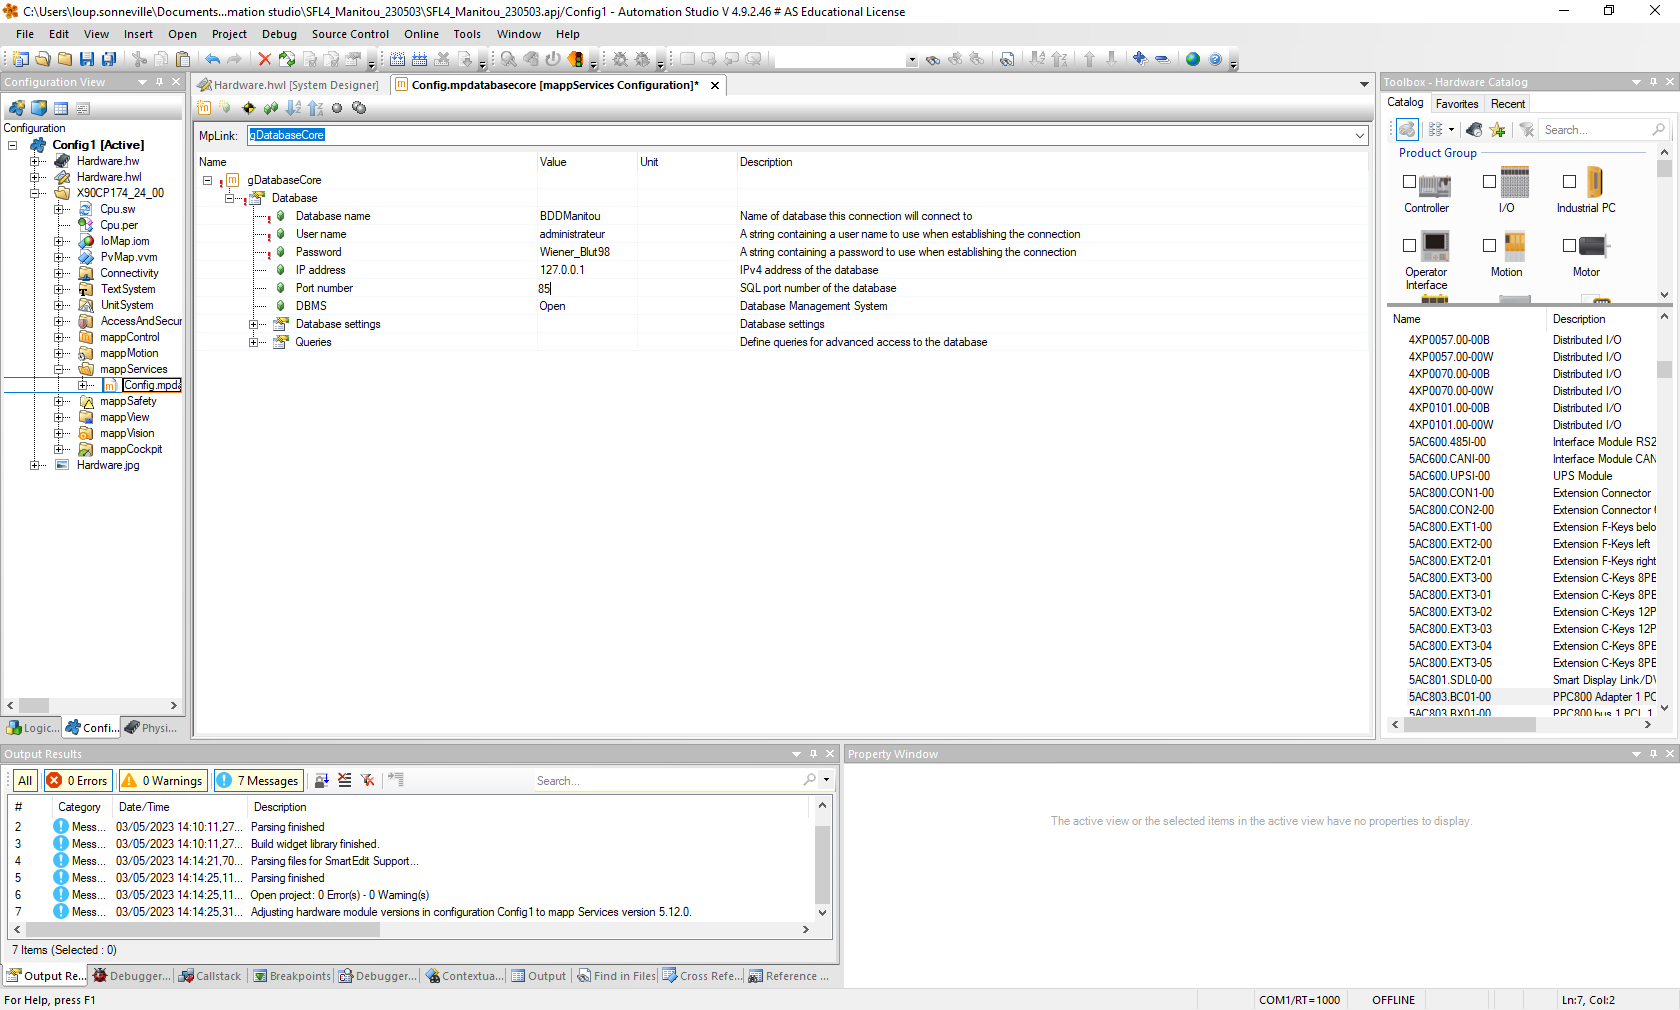 C:\Users\loup.sonneville\Documents...mation studio\SFL4_Manitou_230503\SFL4_Manitou_230503.apj/Config1 - Automation Studio V 4.9.2.46 # AS Educational License
File Edit View Insert Open Project Debug Source Control Online Tools Window Help
Configuration View
Configuration
Config1 [Active]
Hardware.hw
Hardware.hwl
X90CP174_24_00
Cpu.sw
Cpu.per
IoMap.iom
PvMap.vvm
Connectivity
TextSystem
UnitSystem
AccessAndSecur
mappControl
mappMotion
mappServices
Config.mpda
mappSafety
mappView
mappVision
mappCockpit
Hardware.jpg
Logic... Confi... Physi...
Hardware.hwl [System Designer] Config.mpdatabasecore [mappServices Configuration]*
MpLink: gDatabaseCore
Name Value Unit Description
gDatabaseCore
Database
Database name BDDManitou Name of database this connection will connect to
User name administrateur A string containing a user name to use when establishing the connection
Password Wiener_Blut98 A string containing a password to use when establishing the connection
IP address 127.0.0.1 IPv4 address of the database
Port number 85 SQL port number of the database
DBMS Open Database Management System
Database settings Database settings
Queries Define queries for advanced access to the database
Toolbox - Hardware Catalog
Catalog Favorites Recent
Search...
Product Group
Controller I/O Industrial PC
Operator Interface Motion Motor
Name Description
4XP0057.00-00B Distributed I/O
4XP0057.00-00W Distributed I/O
4XP0070.00-00B Distributed I/O
4XP0070.00-00W Distributed I/O
4XP0101.00-00B Distributed I/O
4XP0101.00-00W Distributed I/O
5AC600.485I-00 Interface Module RS2
5AC600.CANI-00 Interface Module CAN
5AC600.UPSI-00 UPS Module
5AC800.CON1-00 Extension Connector
5AC800.CON2-00 Extension Connector
5AC800.EXT1-00 Extension F-Keys belo
5AC800.EXT2-00 Extension F-Keys left
5AC800.EXT2-01 Extension F-Keys right
5AC800.EXT3-00 Extension C-Keys 8PE
5AC800.EXT3-01 Extension C-Keys 8PE
5AC800.EXT3-02 Extension C-Keys 12P
5AC800.EXT3-03 Extension C-Keys 12P
5AC800.EXT3-04 Extension C-Keys 8PE
5AC800.EXT3-05 Extension C-Keys 8PE
5AC801.SDL0-00 Smart Display Link/DV
5AC803.BC01-00 PPC800 Adapter 1 PC
5AC803.BX01-00 PPC800 bus 1 PCI, 1
Output Results
All 0 Errors 0 Warnings 7 Messages Search...
# Category Date/Time Description
2 Mess... 03/05/2023 14:10:11,27... Parsing finished
3 Mess... 03/05/2023 14:10:11,27... Build widget library finished.
4 Mess... 03/05/2023 14:14:21,70... Parsing files for SmartEdit Support...
5 Mess... 03/05/2023 14:14:25,11... Parsing finished
6 Mess... 03/05/2023 14:14:25,11... Open project: 0 Error(s) - 0 Warning(s)
7 Mess... 03/05/2023 14:14:25,31... Adjusting hardware module versions in configuration Config1 to mapp Services version 5.12.0.
7 Items (Selected : 0)
Output Re... Debugger... Callstack Breakpoints Debugger... Contextua... Output Find in Files Cross Refe... Reference ...
Property Window
The active view or the selected items in the active view have no properties to display.
For Help, press F1 COM1/RT=1000 OFFLINE Ln:7, Col:2